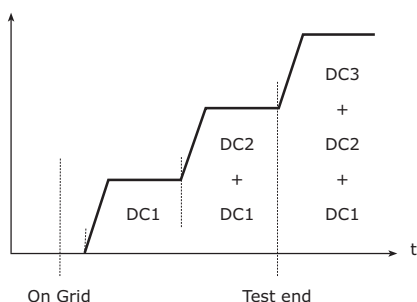 DC3
+
DC2
DC2
+
+
DC1
DC1
DC1
t
On Grid
Test end